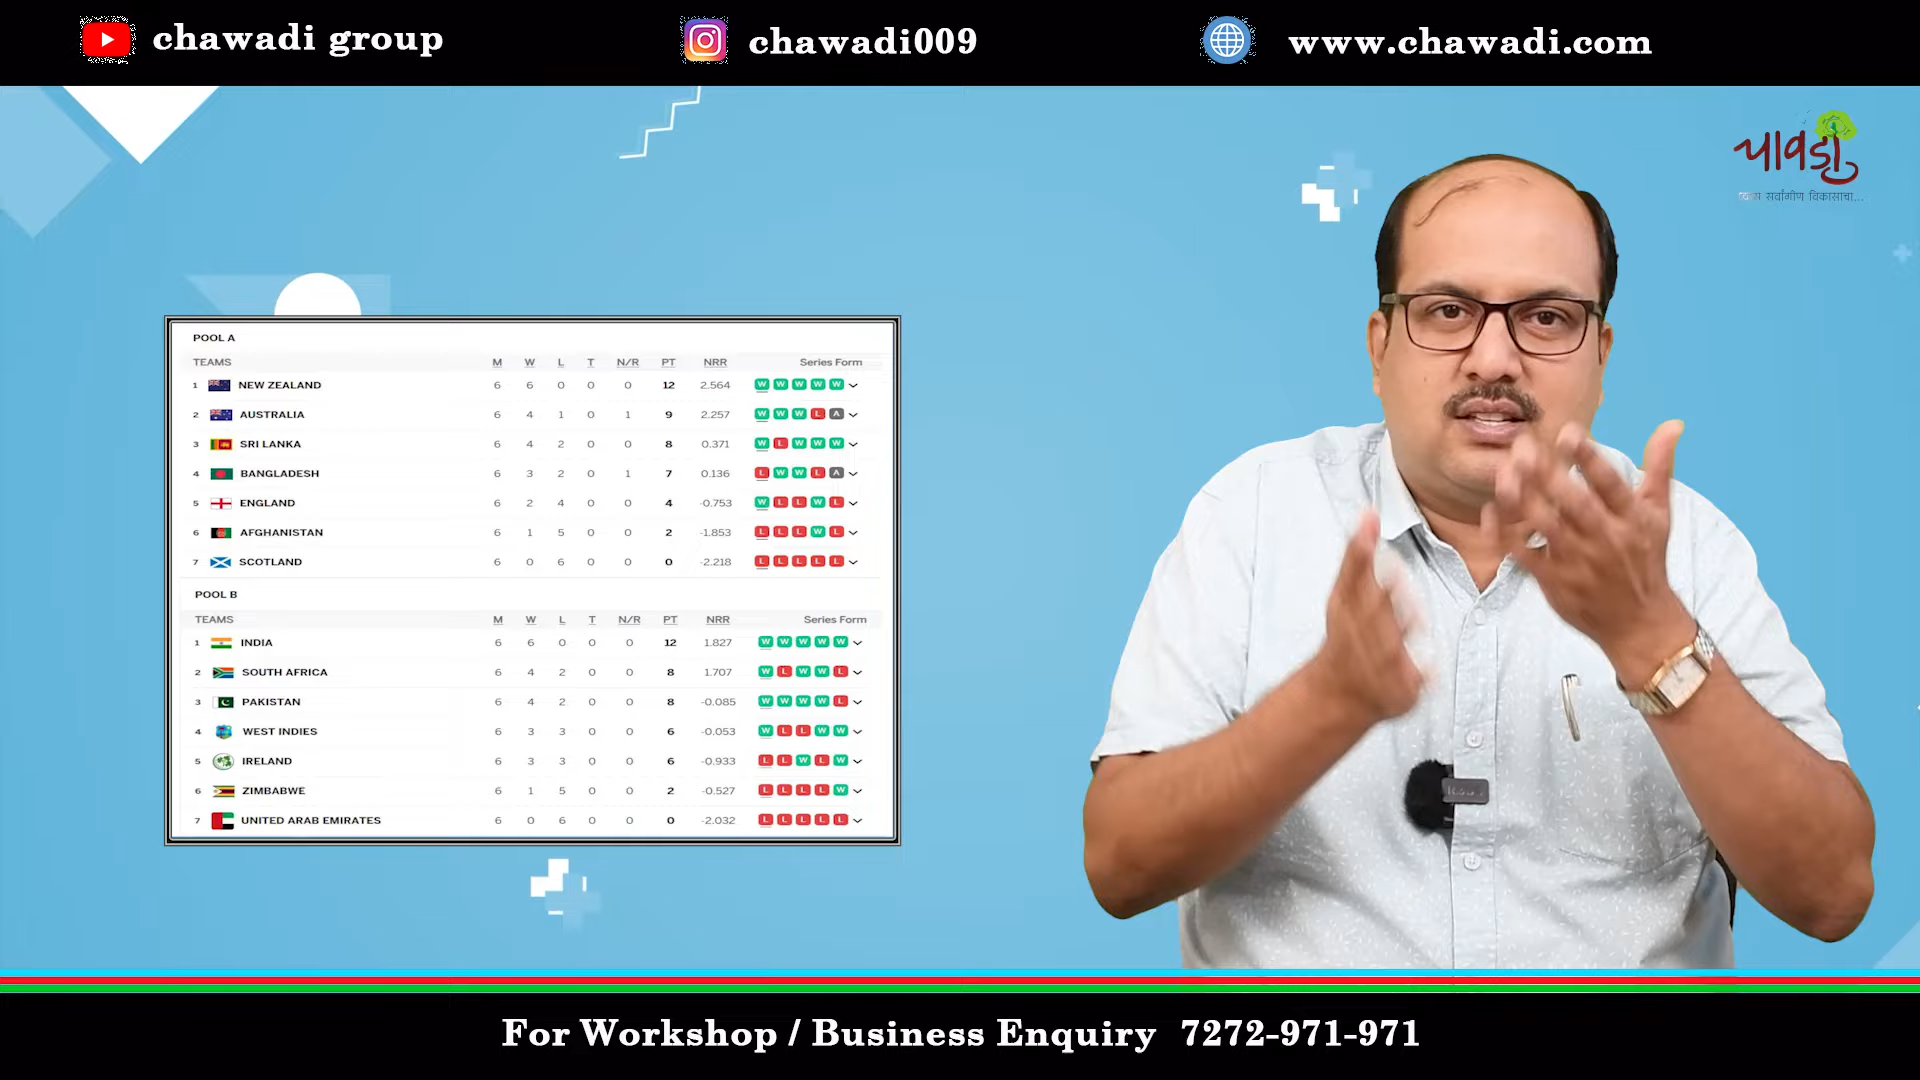 chawadi group
chawadi009
www.chawadi.com
चावडी
सर्वांगीण विकासाचा...
POOL A
TEAMS M W L T N/R PT NRR Series Form
1 NEW ZEALAND 6 6 0 0 0 12 2.564 W W W W W
2 AUSTRALIA 6 4 1 0 1 9 2.257 W W W L A
3 SRI LANKA 6 4 2 0 0 8 0.371 W L W W W
4 BANGLADESH 6 3 2 0 1 7 0.136 L W W L A
5 ENGLAND 6 2 4 0 0 4 -0.753 W L L W L
6 AFGHANISTAN 6 1 5 0 0 2 -1.853 L L L W L
7 SCOTLAND 6 0 6 0 0 0 -2.218 L L L L L
POOL B
TEAMS M W L T N/R PT NRR Series Form
1 INDIA 6 6 0 0 0 12 1.827 W W W W W
2 SOUTH AFRICA 6 4 2 0 0 8 1.707 W L W W L
3 PAKISTAN 6 4 2 0 0 8 -0.085 W W W W L
4 WEST INDIES 6 3 3 0 0 6 -0.053 W L L W W
5 IRELAND 6 3 3 0 0 6 -0.933 L L W L W
6 ZIMBABWE 6 1 5 0 0 2 -0.527 L L L L W
7 UNITED ARAB EMIRATES 6 0 6 0 0 0 -2.032 L L L L L
For Workshop / Business Enquiry 7272-971-971